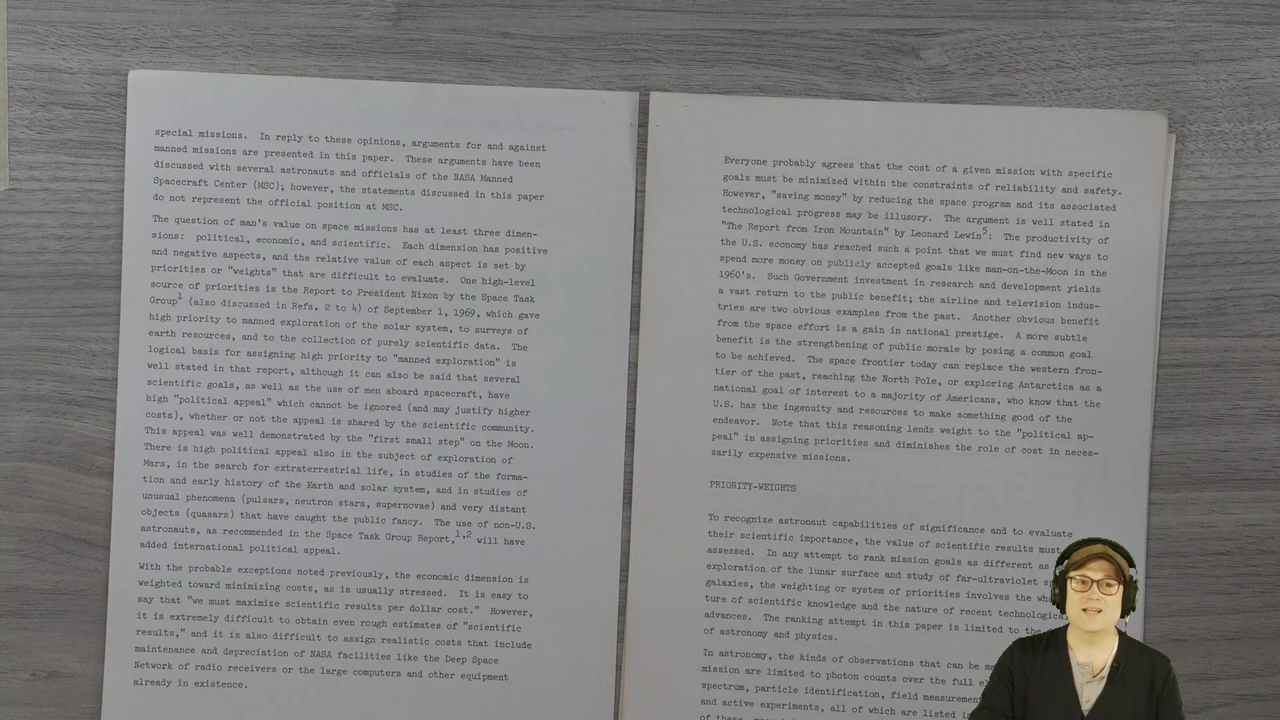 special missions. In reply to these opinions, arguments for and against
manned missions are presented in this paper. These arguments have been
discussed with several astronauts and officials of the NASA Manned
Spacecraft Center (MSC); however, the statements discussed in this paper
do not represent the official position at MSC.
The question of man's value on space missions has at least three dimen-
sions: political, economic, and scientific. Each dimension has positive
and negative aspects, and the relative value of each aspect is set by
priorities or "weights" that are difficult to evaluate. One high-level
source of priorities is the Report to President Nixon by the Space Task
Group1 (also discussed in Refs. 2 to 4) of September 1, 1969, which gave
high priority to manned exploration of the solar system, to surveys of
earth resources, and to the collection of purely scientific data. The
logical basis for assigning high priority to "manned exploration" is
well stated in that report, although it can also be said that several
scientific goals, as well as the use of men aboard spacecraft, have
high "political appeal" which cannot be ignored (and may justify higher
costs), whether or not the appeal is shared by the scientific community.
This appeal was well demonstrated by the "first small step" on the Moon.
There is high political appeal also in the subject of exploration of
Mars, in the search for extraterrestrial life, in studies of the forma-
tion and early history of the Earth and solar system, and in studies of
unusual phenomena (pulsars, neutron stars, supernovae) and very distant
objects (quasars) that have caught the public fancy. The use of non-U.S.
astronauts, as recommended in the Space Task Group Report,1,2 will have
added international political appeal.
With the probable exceptions noted previously, the economic dimension is
weighted toward minimizing costs, as is usually stressed. It is easy to
say that "we must maximize scientific results per dollar cost." However,
it is extremely difficult to obtain even rough estimates of "scientific
results," and it is also difficult to assign realistic costs that include
maintenance and depreciation of NASA facilities like the Deep Space
Network of radio receivers or the large computers and other equipment
already in existence.
Everyone probably agrees that the cost of a given mission with specific
goals must be minimized within the constraints of reliability and safety.
However, "saving money" by reducing the space program and its associated
technological progress may be illusory. The argument is well stated in
"The Report from Iron Mountain" by Leonard Lewin5: The productivity of
the U.S. economy has reached such a point that we must find new ways to
spend more money on publicly accepted goals like man-on-the-Moon in the
1960's. Such Government investment in research and development yields
a vast return to the public benefit; the airline and television indus-
tries are two obvious examples from the past. Another obvious benefit
from the space effort is a gain in national prestige. A more subtle
benefit is the strengthening of public morale by posing a common goal
to be achieved. The space frontier today can replace the western fron-
tier of the past, reaching the North Pole, or exploring Antarctica as a
national goal of interest to a majority of Americans, who know that the
U.S. has the ingenuity and resources to make something good of the
endeavor. Note that this reasoning lends weight to the "political ap-
peal" in assigning priorities and diminishes the role of cost in neces-
sarily expensive missions.
PRIORITY-WEIGHTS
To recognize astronaut capabilities of significance and to evaluate
their scientific importance, the value of scientific results must
assessed. In any attempt to rank mission goals as different as
exploration of the lunar surface and study of far-ultraviolet
galaxies, the weighting or system of priorities involves the
ture of scientific knowledge and the nature of recent technological
advances. The ranking attempt in this paper is limited to the
of astronomy and physics.
In astronomy, the kinds of observations that can be
mission are limited to photon counts over the full
spectrum, particle identification, field measurement
and active experiments, all of which are listed
of these